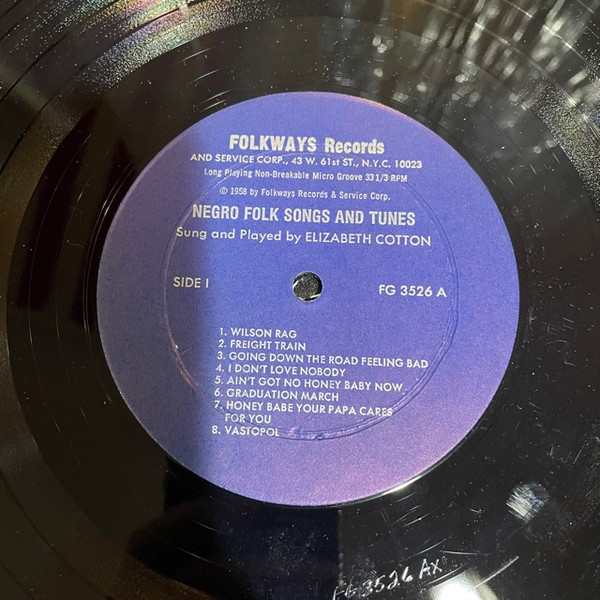 FOLKWAYS Records
AND SERVICE CORP., 43 W. 61st ST., N.Y.C. 10023
Long Playing Non-Breakable Micro Groove 33 1/3 RPM
© 1958 by Folkways Records & Service Corp.
NEGRO FOLK SONGS AND TUNES
Sung and Played by ELIZABETH COTTON
SIDE I
FG 3526 A
1. WILSON RAG
2. FREIGHT TRAIN
3. GOING DOWN THE ROAD FEELING BAD
4. I DON'T LOVE NOBODY
5. AIN'T GOT NO HONEY BABY NOW
6. GRADUATION MARCH
7. HONEY BABE YOUR PAPA CARES
FOR YOU
8. VASTOPOL
FG 3526 AX